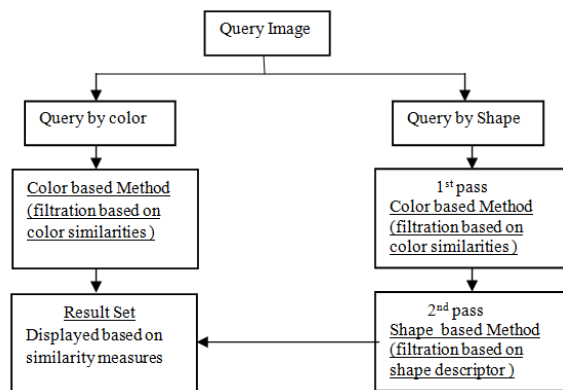 Query Image
Query by color
Query by Shape
Color based Method
(filtration based on
color similarities )
1st pass
Color based Method
(filtration based on
color similarities)
Result Set
Displayed based on
similarity measures
2nd pass
Shape based Method
(filtration based on
shape descriptor )